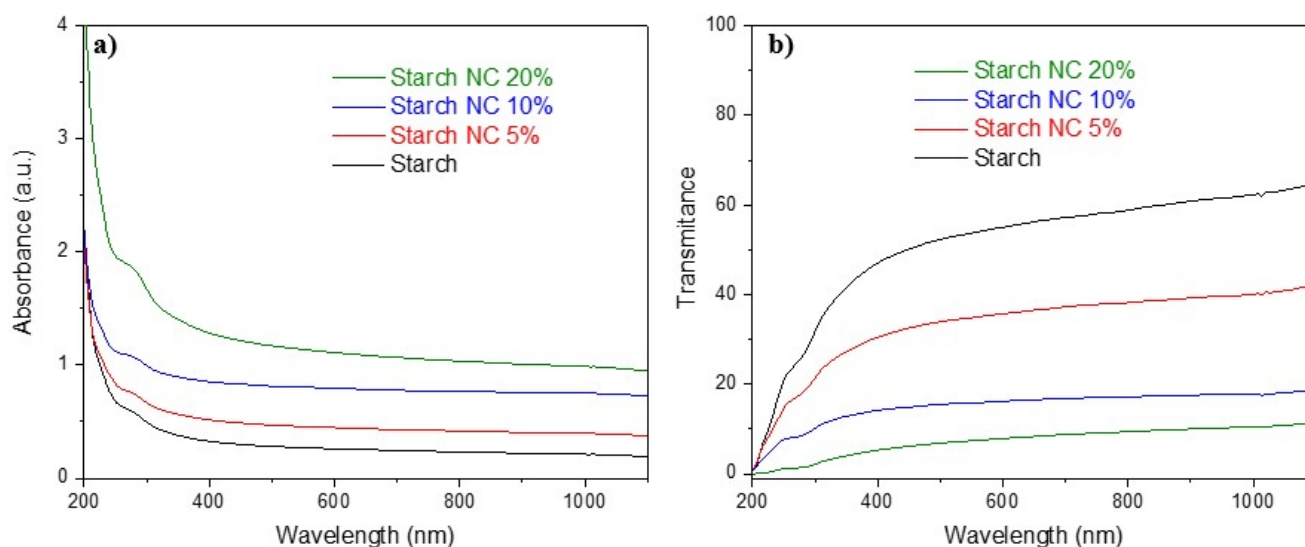 a)
Starch NC 20%
Starch NC 10%
Starch NC 5%
Starch
Absorbance (a.u.)
4
3
2
1
0
200 400 600 800 1000
Wavelength (nm)
b)
Starch NC 20%
Starch NC 10%
Starch NC 5%
Starch
Transmitance
100
80
60
40
20
0
200 400 600 800 1000
Wavelength (nm)